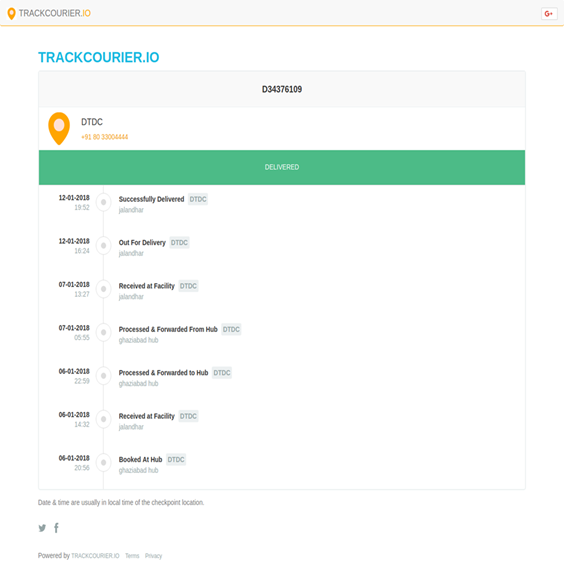 TRACKCOURIER.IO
G+
TRACKCOURIER.IO
D34376109
DTDC
+91 80 33004444
DELIVERED
12-01-2018 Successfully Delivered DTDC
19:52 jalandhar
12-01-2018 Out For Delivery DTDC
16:24 jalandhar
07-01-2018 Received at Facility DTDC
13:27 jalandhar
07-01-2018 Processed & Forwarded From Hub DTDC
05:55 ghaziabad hub
06-01-2018 Processed & Forwarded to Hub DTDC
22:59 ghaziabad hub
06-01-2018 Received at Facility DTDC
14:32 jalandhar
06-01-2018 Booked At Hub DTDC
20:56 ghaziabad hub
Date & time are usually in local time of the checkpoint location.
Powered by TRACKCOURIER.IO Terms Privacy